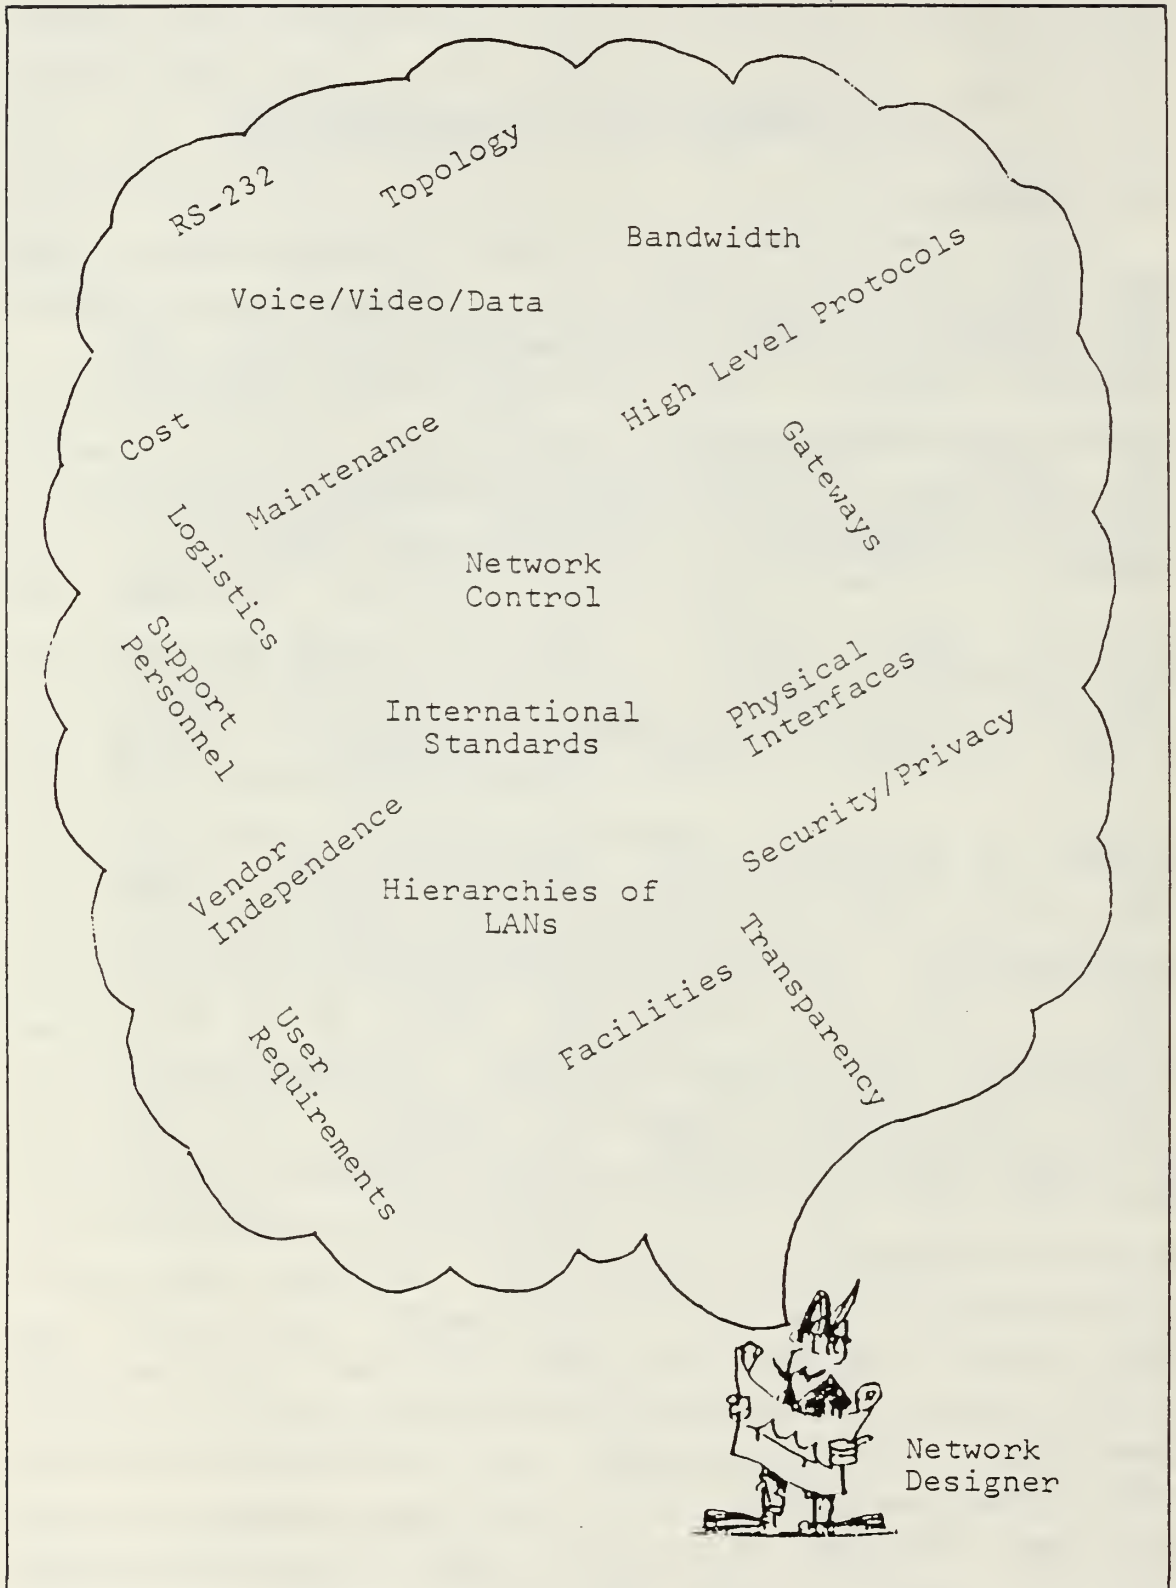 RS-232
Topology
Bandwidth
Voice/Video/Data
High Level Protocols
Cost
Maintenance
Gateways
Logistics
Network
Control
Support
Personnel
International
Standards
Physical
Interfaces
Security/Privacy
Vendor
Independence
Hierarchies of
LANs
Transparency
Facilities
User
Requirements
Network
Designer